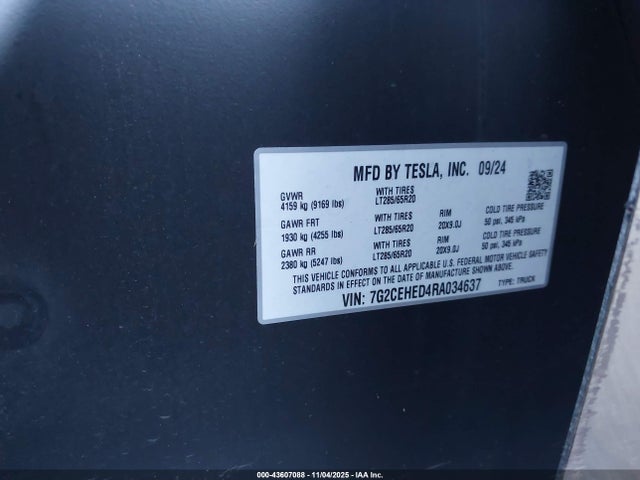 MFD BY TESLA, INC. 09/24
GVWR WITH TIRES
4159 kg (9169 lbs) LT285/65R20
GAWR FRT WITH TIRES RIM COLD TIRE PRESSURE
1930 kg (4255 lbs) LT285/65R20 20X9.0J 50 psi, 345 kPa
GAWR RR WITH TIRES RIM COLD TIRE PRESSURE
2380 kg (5247 lbs) LT285/65R20 20X9.0J 50 psi, 345 kPa
THIS VEHICLE CONFORMS TO ALL APPLICABLE U.S. FEDERAL MOTOR VEHICLE SAFETY
STANDARDS IN EFFECT ON THE DATE OF MANUFACTURE SHOWN ABOVE.
VIN: 7G2CEHED4RA034637 TYPE: TRUCK
000-43607088 - 11/04/2025 - IAA Inc.